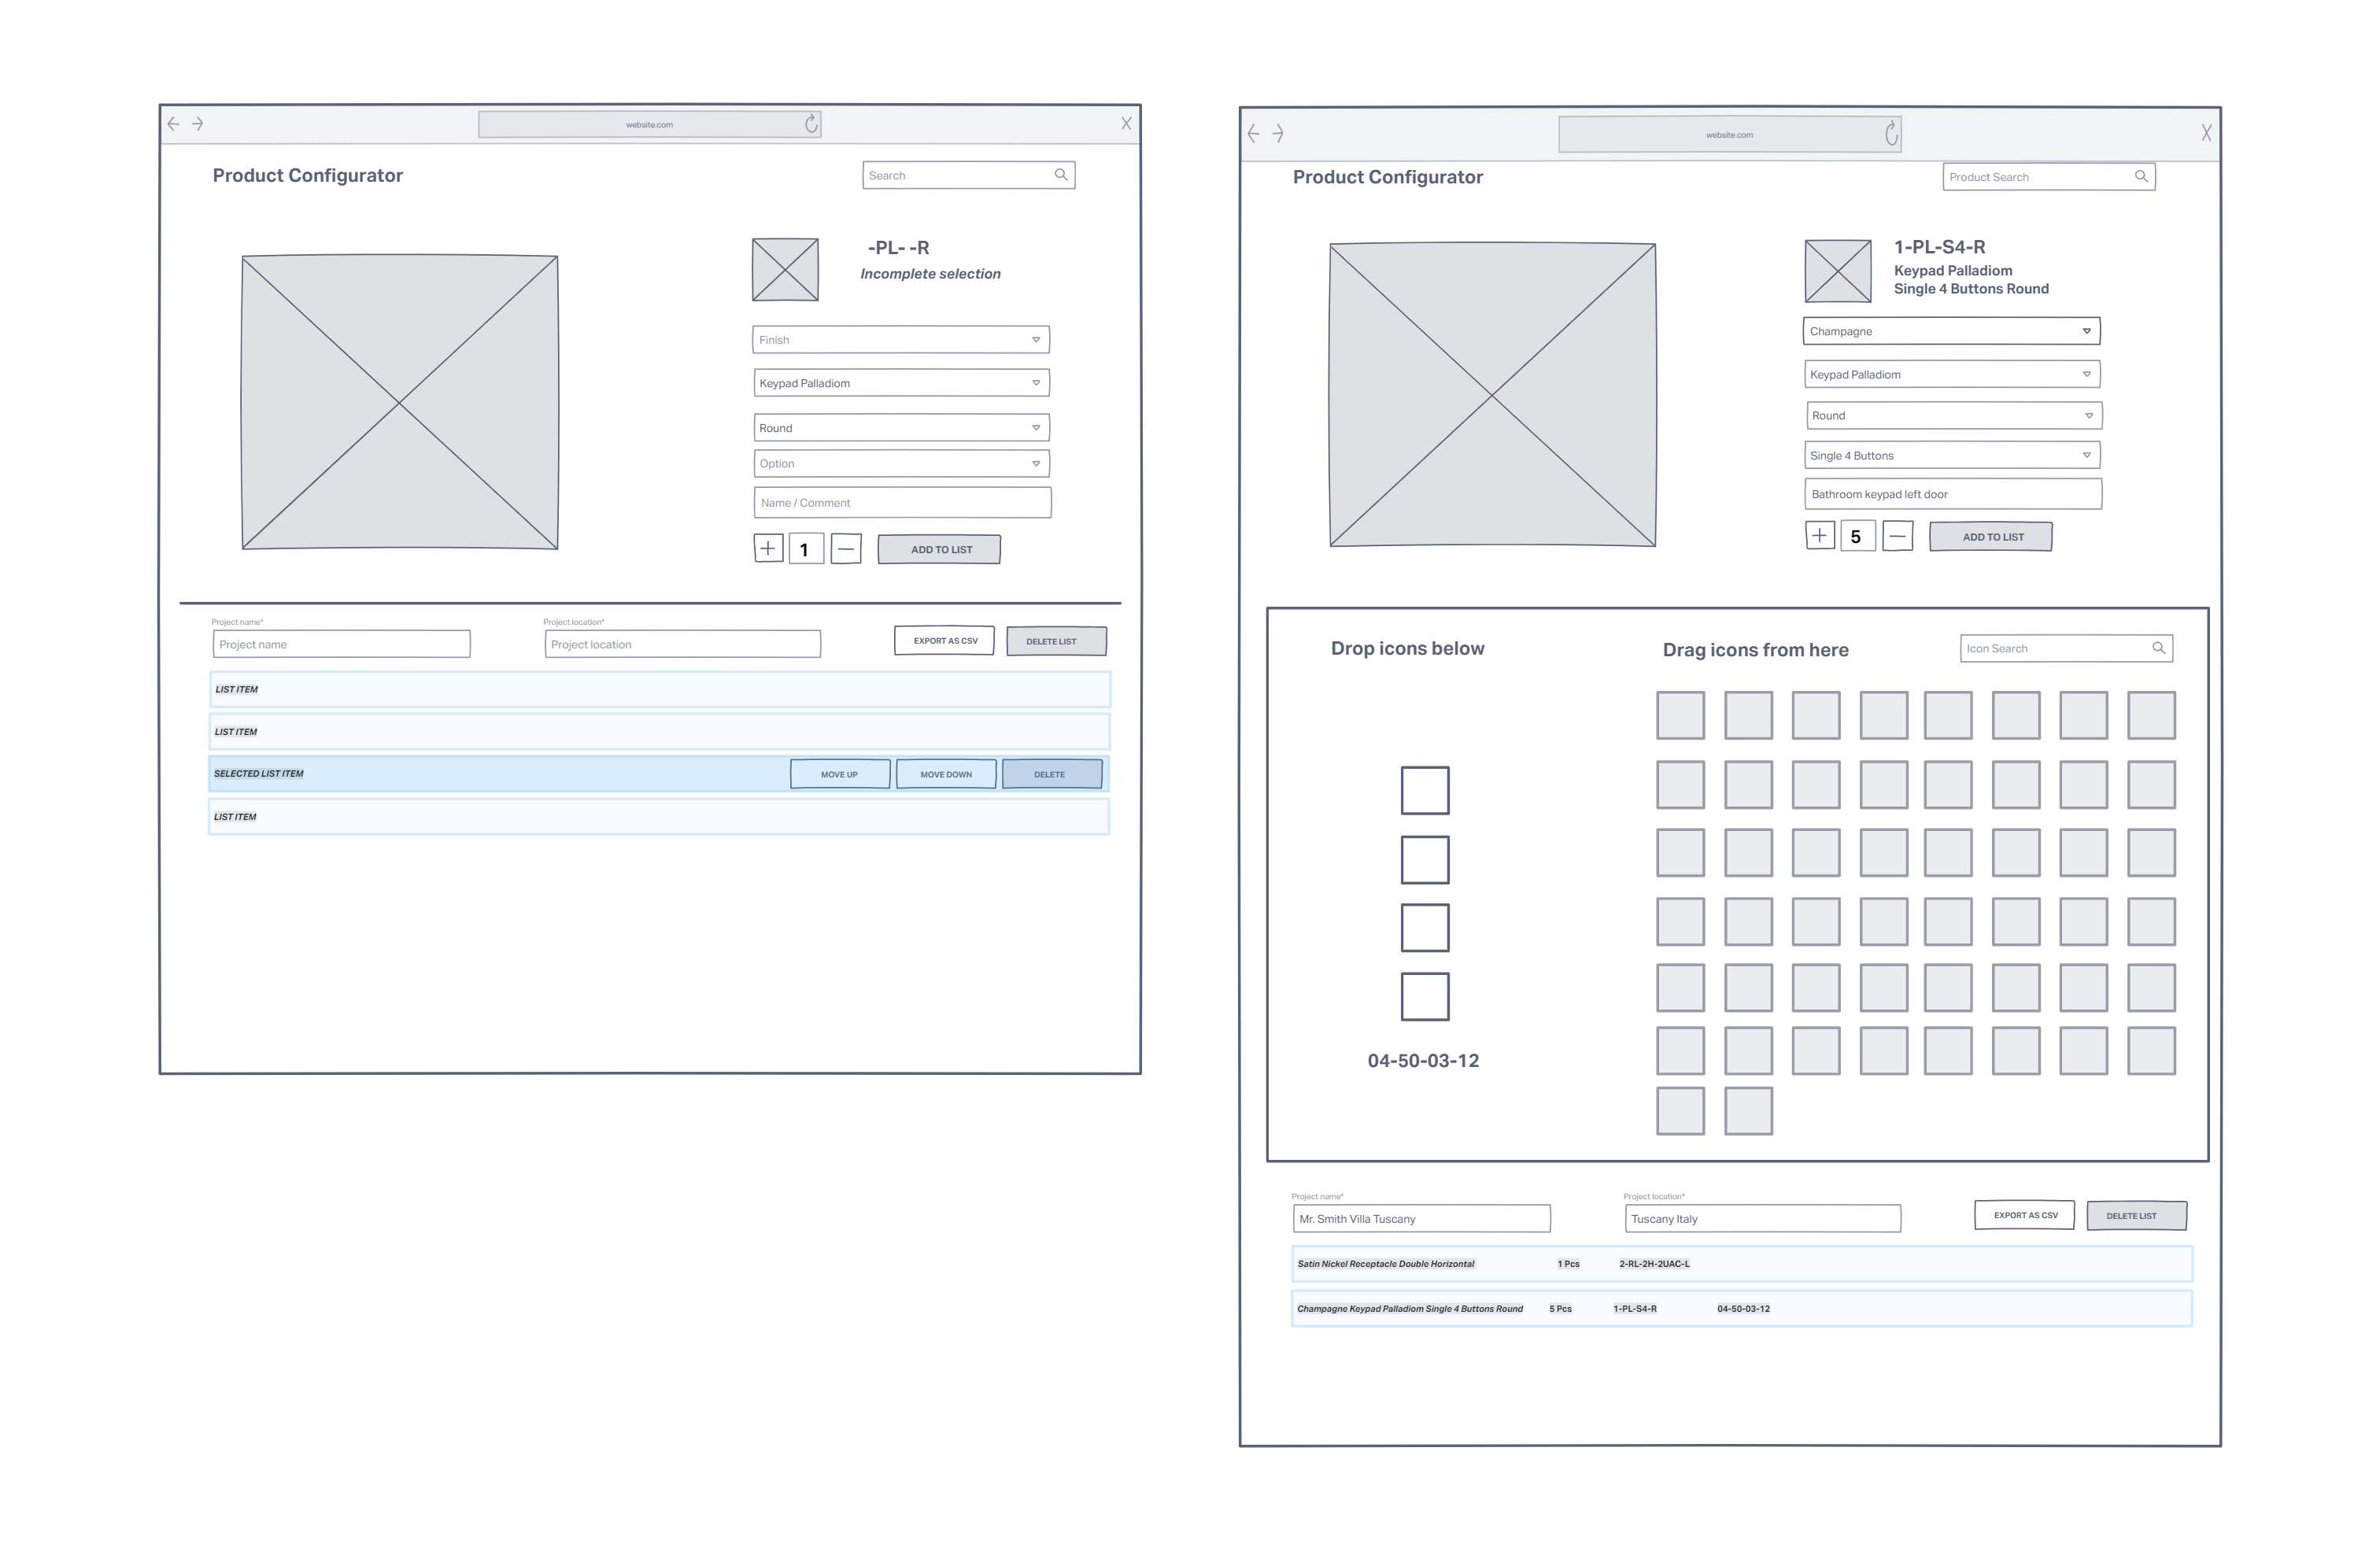 website.com
Product Configurator
Search
-PL- -R
Incomplete selection
Finish
Keypad Palladiom
Round
Option
Name / Comment
1
ADD TO LIST
Project name*
Project location*
Project name
Project location
EXPORT AS CSV
DELETE LIST
LIST ITEM
LIST ITEM
SELECTED LIST ITEM
MOVE UP
MOVE DOWN
DELETE
LIST ITEM
website.com
Product Configurator
Product Search
1-PL-S4-R
Keypad Palladiom
Single 4 Buttons Round
Champagne
Keypad Palladiom
Round
Single 4 Buttons
Bathroom keypad left door
5
ADD TO LIST
Drop icons below
Drag icons from here
Icon Search
04-50-03-12
Project name*
Project location*
Mr. Smith Villa Tuscany
Tuscany Italy
EXPORT AS CSV
DELETE LIST
Satin Nickel Receptacle Double Horizontal 1 Pcs 2-RL-2H-2UAC-L
Champagne Keypad Palladiom Single 4 Buttons Round 5 Pcs 1-PL-S4-R 04-50-03-12